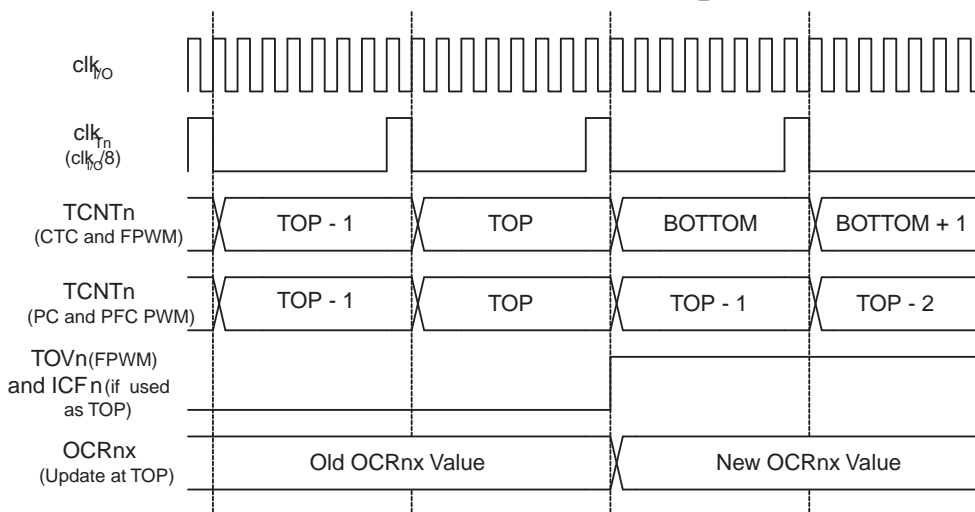 clkI/O
clkTn
(clkI/O/8)
TCNTn
(CTC and FPWM)
TOP - 1
TOP
BOTTOM
BOTTOM + 1
TCNTn
(PC and PFC PWM)
TOP - 1
TOP
TOP - 1
TOP - 2
TOVn(FPWM)
and ICFn(if used
as TOP)
OCRnx
(Update at TOP)
Old OCRnx Value
New OCRnx Value